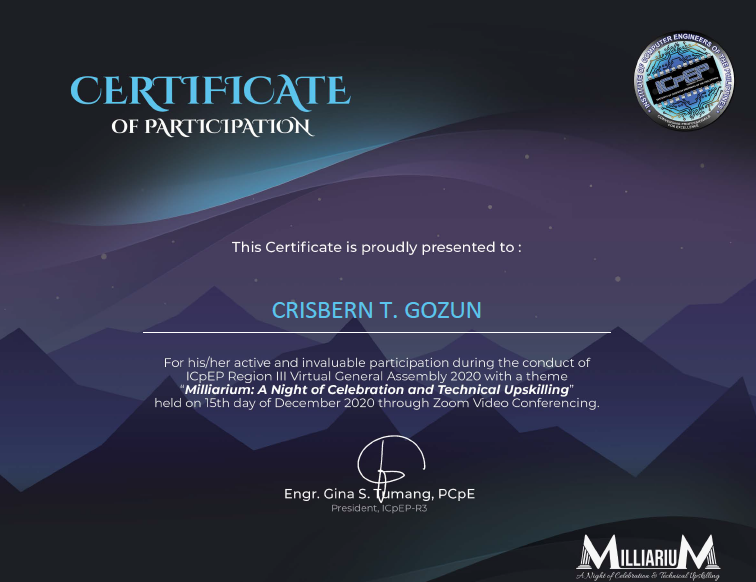 CERTIFICATE
OF PARTICIPATION
INSTITUTE OF COMPUTER ENGINEERS OF THE PHILIPPINES
ICpEP
This Certificate is proudly presented to :
CRISBERN T. GOZUN
For his/her active and invaluable participation during the conduct of
ICpEP Region III Virtual General Assembly 2020 with a theme
“Milliarium: A Night of Celebration and Technical Upskilling”
held on 15th day of December 2020 through Zoom Video Conferencing.
Engr. Gina S. Tumang, PCpE
President, ICpEP-R3
MILLIARIUM
A Night of Celebration & Technical Upskilling